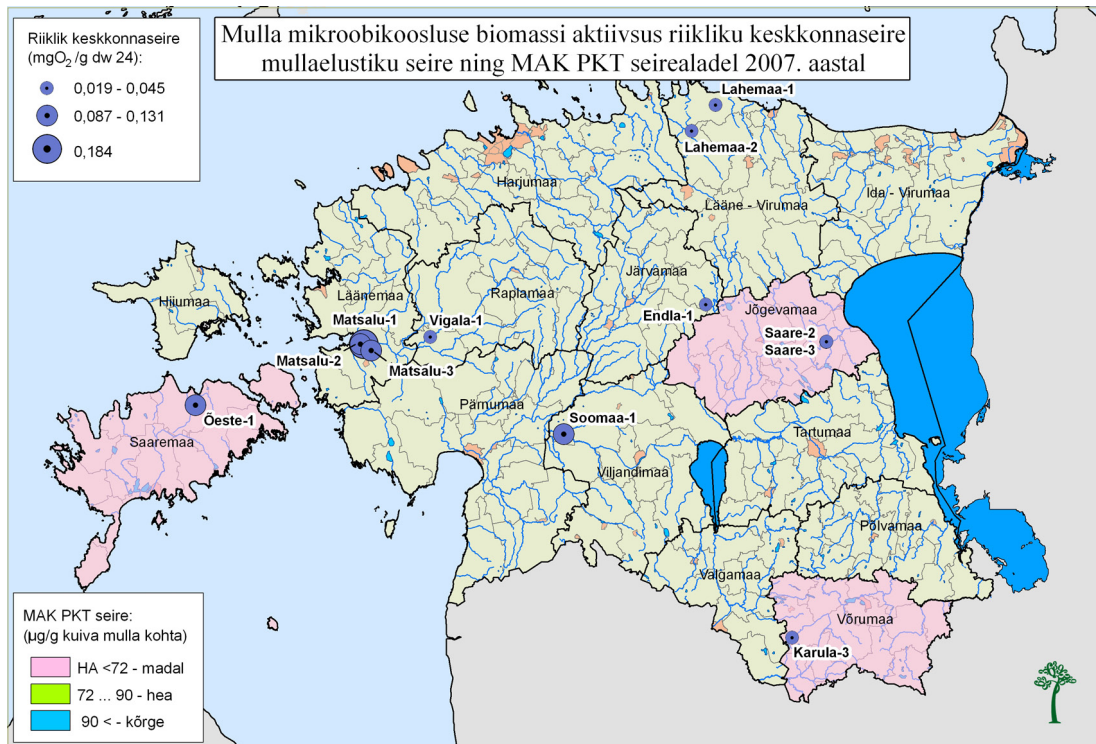 Mulla mikroobikoosluse biomassi aktiivsus riikliku keskkonnaseire
mullaelustiku seire ning MAK PKT seirealadel 2007. aastal
Riiklik keskkonnaseire
(mgO₂ /g dw 24):
0,019 - 0,045
0,087 - 0,131
0,184
Lahemaa-1
Lahemaa-2
Harjumaa
Lääne - Virumaa
Ida - Virumaa
Hiiumaa
Läänemaa
Raplamaa
Järvamaa
Jõgevamaa
Endla-1
Matsalu-1
Vigala-1
Saare-2
Saare-3
Matsalu-2
Matsalu-3
Pärnumaa
Õeste-1
Saaremaa
Soomaa-1
Viljandimaa
Tartumaa
Põlvamaa
Valgamaa
Võrumaa
Karula-3
MAK PKT seire:
(µg/g kuiva mulla kohta)
HA <72 - madal
72 ... 90 - hea
90 < - kõrge